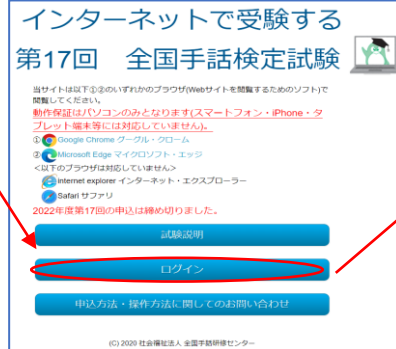 インターネットで受験する
第17回 全国手話検定試験
当サイトは以下①②のいずれかのブラウザ(Webサイトを閲覧するためのソフト)で
閲覧してください。
動作保証はパソコンのみとなります(スマートフォン・iPhone・タ
ブレット端末等には対応していません)。
①Google Chrome グーグル・クローム
②Microsoft Edge マイクロソフト・エッジ
<以下のブラウザは対応していません>
internet explorer インターネット・エクスプローラー
Safari サファリ
2022年度第17回の申込は締め切りました。
試験説明
ログイン
申込方法・操作方法に関してのお問い合わせ
(C) 2020 社会福祉法人 全国手話研修センター